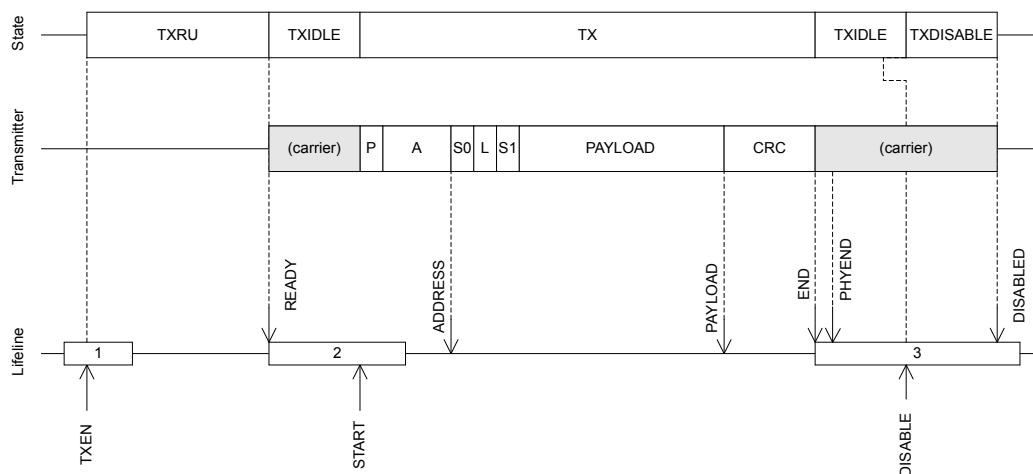 State
TXRU
TXIDLE
TX
TXIDLE
TXDISABLE
Transmitter
(carrier)
P
A
S0
L
S1
PAYLOAD
CRC
(carrier)
READY
ADDRESS
PAYLOAD
END
PHYEND
DISABLED
Lifeline
1
2
3
TXEN
START
DISABLE